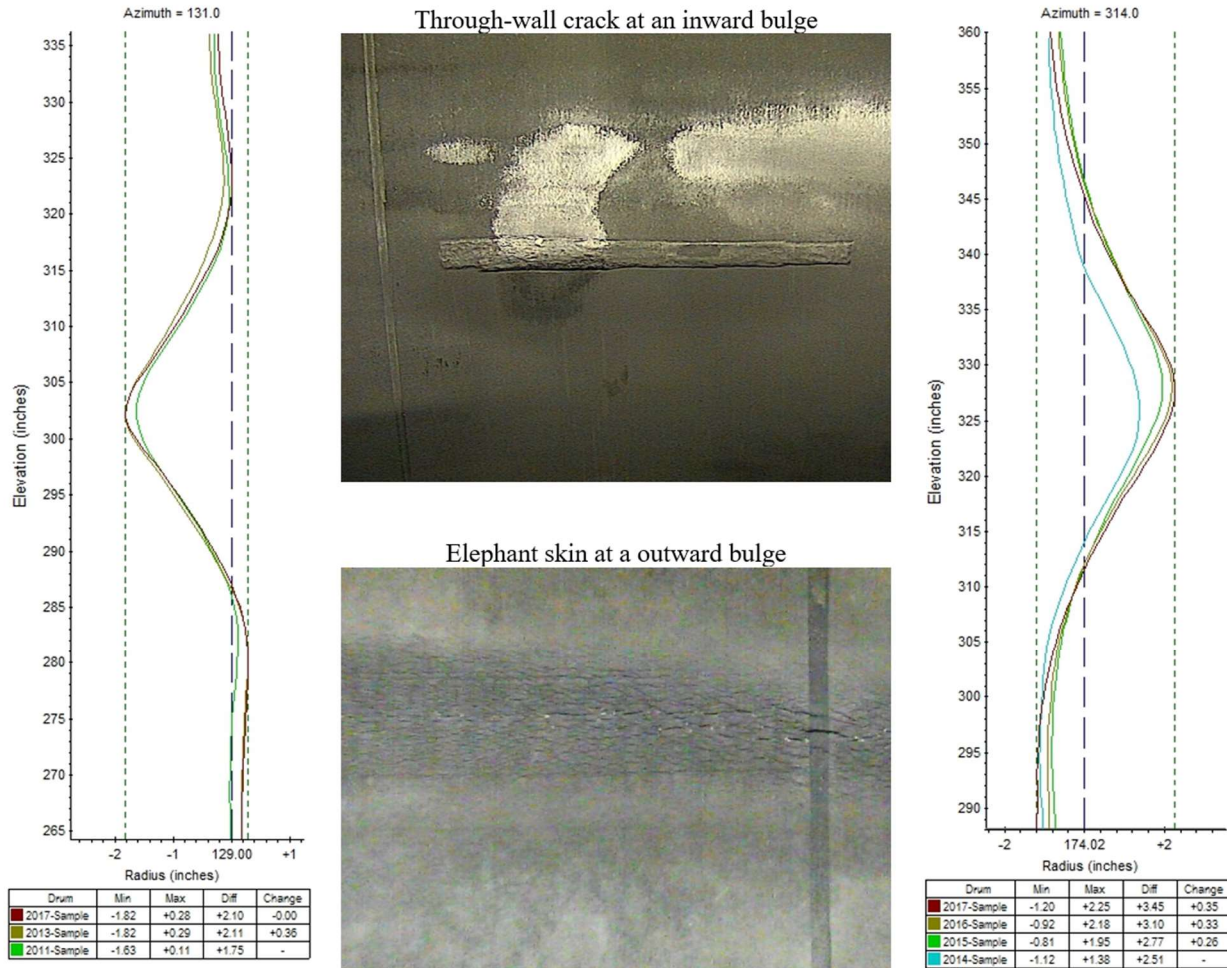 Azimuth = 131.0
335
330
325
320
315
310
305
300
295
290
285
280
275
270
265
Elevation (inches)
-2 -1 129.00 +1
Radius (inches)
Drum Min Max Diff Change
2017-Sample -1.82 +0.28 +2.10 -0.00
2013-Sample -1.82 +0.29 +2.11 +0.36
2011-Sample -1.63 +0.11 +1.75 -
Through-wall crack at an inward bulge
Elephant skin at a outward bulge
Azimuth = 314.0
360
355
350
345
340
335
330
325
320
315
310
305
300
295
290
Elevation (inches)
-2 174.02 +2
Radius (inches)
Drum Min Max Diff Change
2017-Sample -1.20 +2.25 +3.45 +0.35
2016-Sample -0.92 +2.18 +3.10 +0.33
2015-Sample -0.81 +1.95 +2.77 +0.26
2014-Sample -1.12 +1.38 +2.51 -